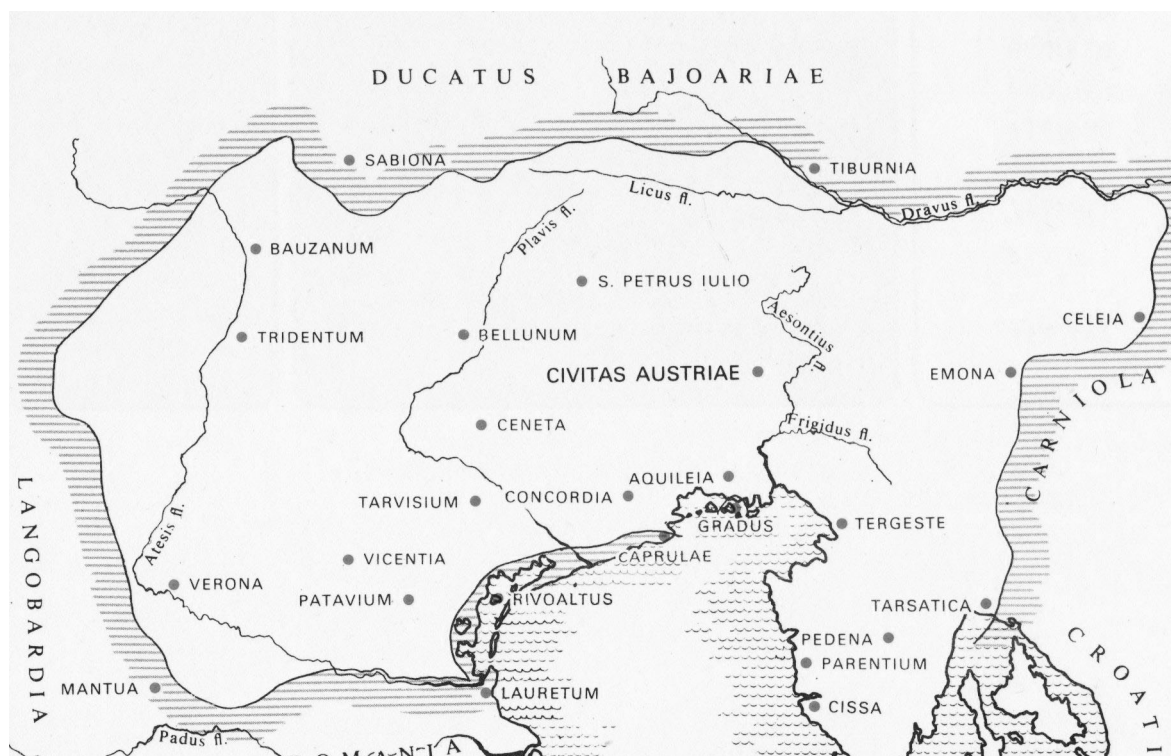 DUCATUS BAJOARIAE
SABIONA
TIBURNIA
Licus fl.
Dravus fl.
Plavis fl.
BAUZANUM
S. PETRUS IULIO
Aesontius fl.
CELEIA
TRIDENTUM
BELLUNUM
CIVITAS AUSTRIAE
EMONA
CARNIOLA
CENETA
Frigidus fl.
LANGOBARDIA
AQUILEIA
TARVISIUM
CONCORDIA
GRADUS
TERGESTE
Atesis fl.
CAPRULAE
VICENTIA
VERONA
PATAVIUM
RIVOALTUS
TARSATICA
PEDENA
PARENTIUM
CROATI
MANTUA
LAURETUM
CISSA
Padus fl.
MANIA